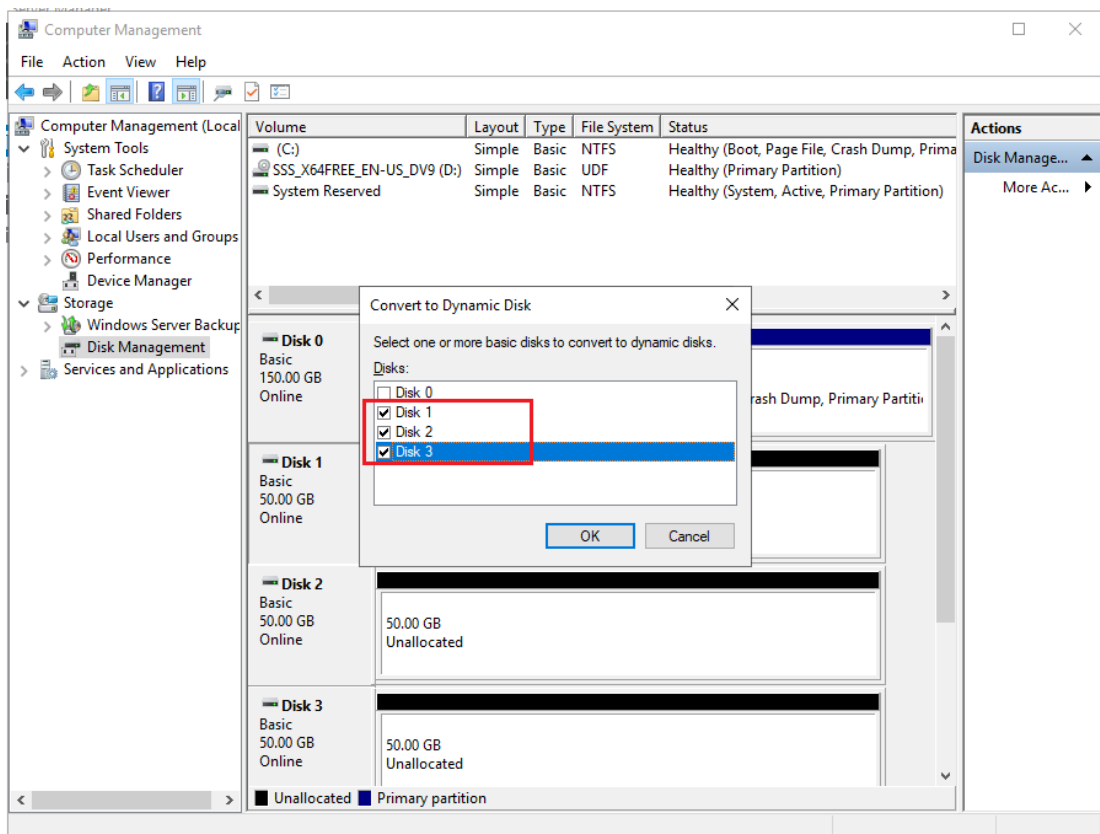 Server Manager
Computer Management
File Action View Help
Computer Management (Local
System Tools
Task Scheduler
Event Viewer
Shared Folders
Local Users and Groups
Performance
Device Manager
Storage
Windows Server Backup
Disk Management
Services and Applications
Volume Layout Type File System Status
(C:) Simple Basic NTFS Healthy (Boot, Page File, Crash Dump, Prima
SSS_X64FREE_EN-US_DV9 (D:) Simple Basic UDF Healthy (Primary Partition)
System Reserved Simple Basic NTFS Healthy (System, Active, Primary Partition)
Disk 0
Basic
150.00 GB
Online
rash Dump, Primary Partiti
Disk 1
Basic
50.00 GB
Online
Convert to Dynamic Disk
Select one or more basic disks to convert to dynamic disks.
Disks:
Disk 0
Disk 1
Disk 2
Disk 3
OK Cancel
Disk 2
Basic
50.00 GB
Online
50.00 GB
Unallocated
Disk 3
Basic
50.00 GB
Online
50.00 GB
Unallocated
Unallocated Primary partition
Actions
Disk Manage...
More Ac...